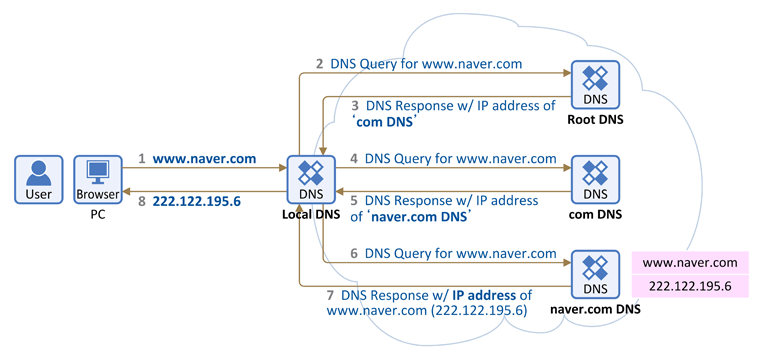 2 DNS Query for www.naver.com
DNS
Root DNS
3 DNS Response w/ IP address of
‘com DNS’
User
Browser
PC
1 www.naver.com
8 222.122.195.6
DNS
Local DNS
4 DNS Query for www.naver.com
5 DNS Response w/ IP address
of ‘naver.com DNS’
DNS
com DNS
6 DNS Query for www.naver.com
7 DNS Response w/ IP address of
www.naver.com (222.122.195.6)
DNS
naver.com DNS
www.naver.com
222.122.195.6